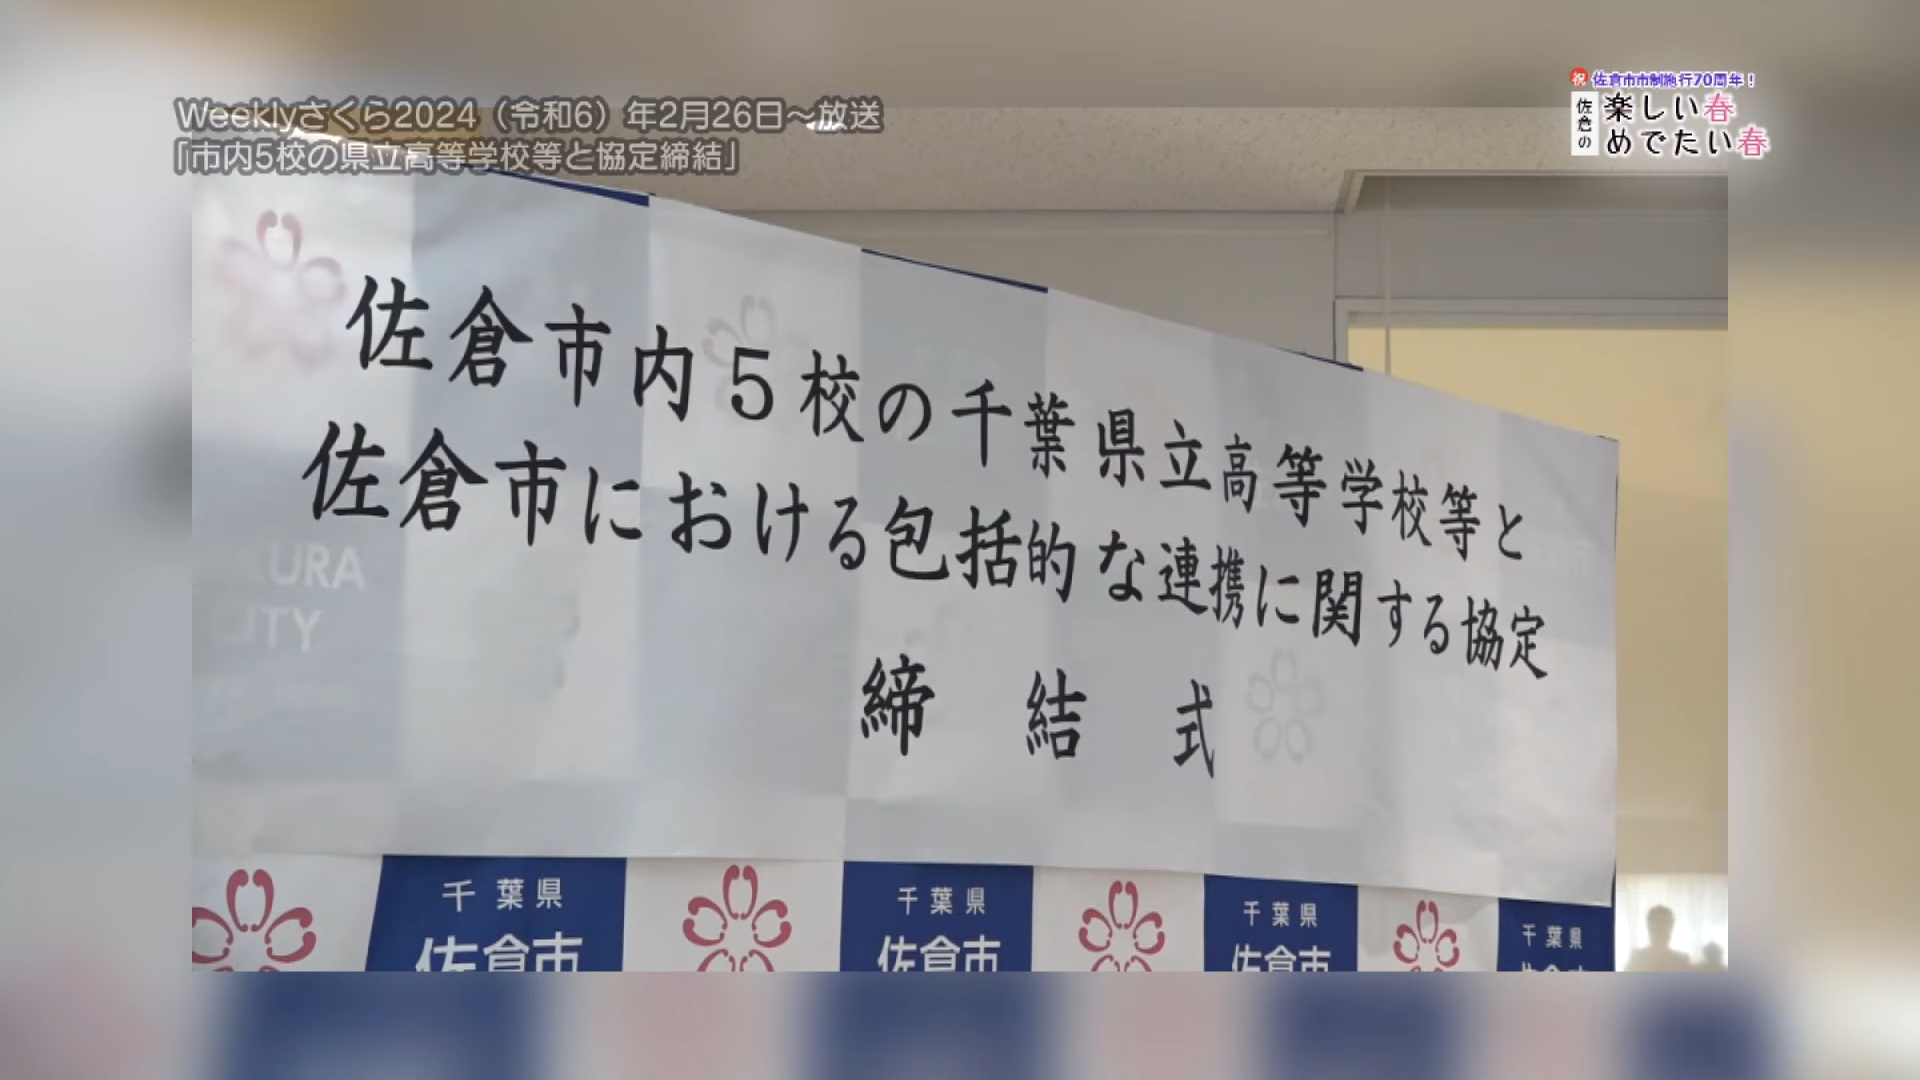 Weeklyさくら2024（令和6）年2月26日～放送
「市内5校の県立高等学校等と協定締結」
祝 佐倉市市制施行70周年！
佐倉の
楽しい春
めでたい春
佐倉市内５校の千葉県立高等学校等と
佐倉市における包括的な連携に関する協定
締結式
URA
TY
千葉県 千葉県 千葉県 千葉県
佐倉市 佐倉市 佐倉市